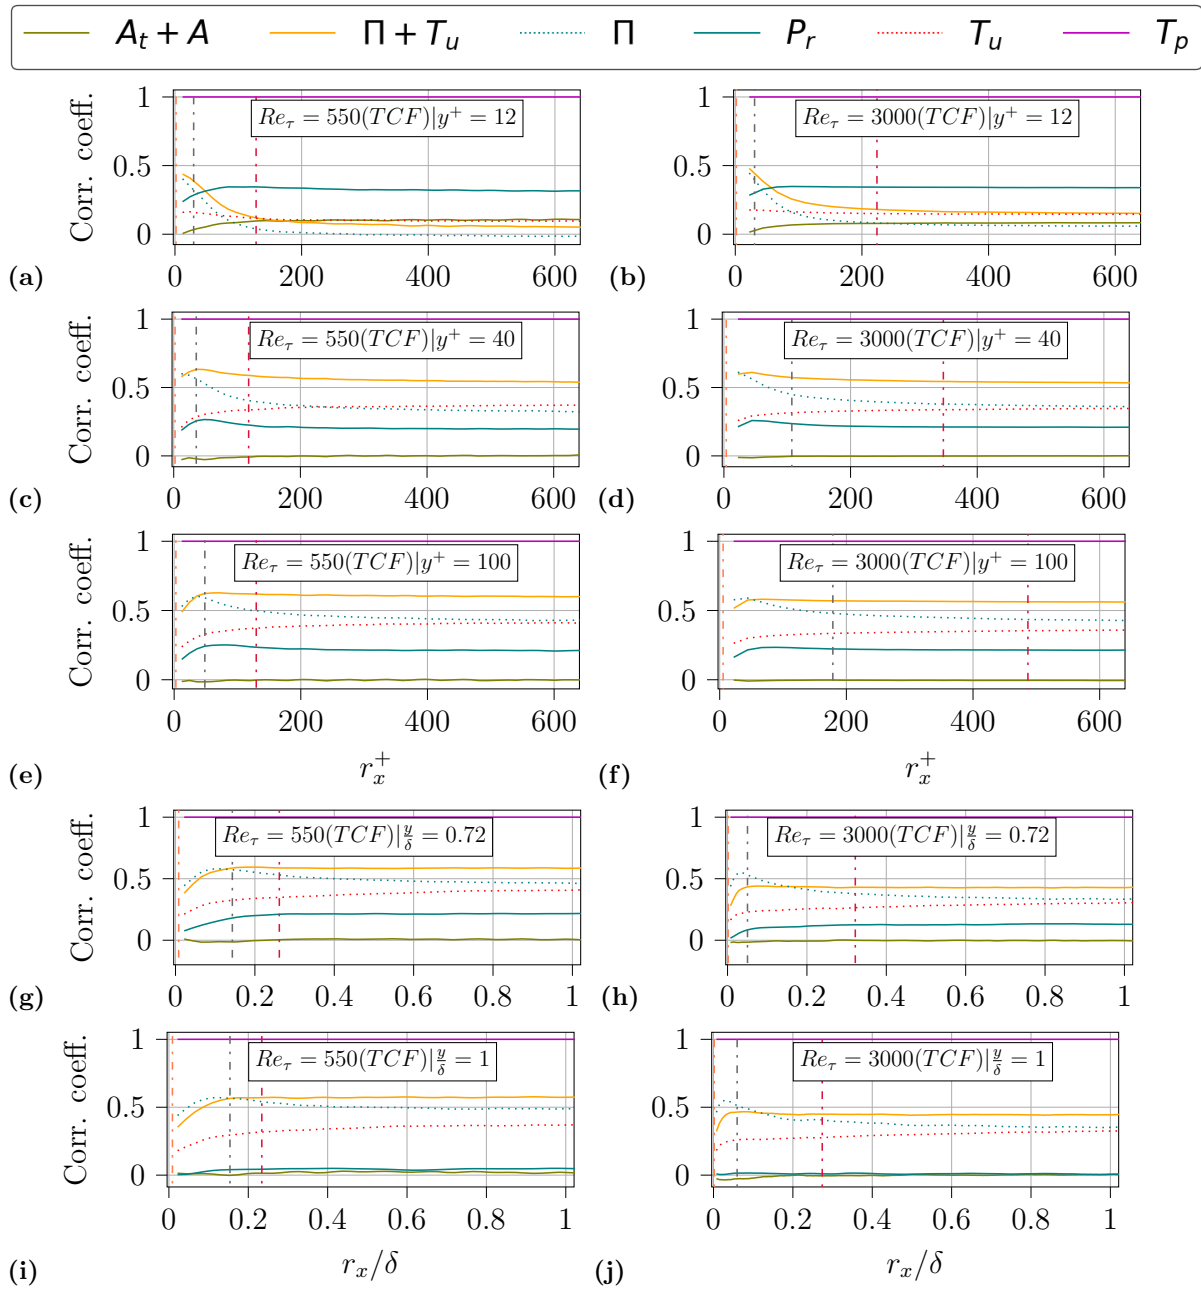 A_t + A Π + T_u Π P_r T_u T_p
1 0.5 0 Corr. coeff. Re_τ = 550(TCF)|y^+ = 12
0 200 400 600
(a)
1 0.5 0 Re_τ = 3000(TCF)|y^+ = 12
0 200 400 600
(b)
1 0.5 0 Corr. coeff. Re_τ = 550(TCF)|y^+ = 40
0 200 400 600
(c)
1 0.5 0 Re_τ = 3000(TCF)|y^+ = 40
0 200 400 600
(d)
1 0.5 0 Corr. coeff. Re_τ = 550(TCF)|y^+ = 100
0 200 400 600
(e) r_x^+
1 0.5 0 Re_τ = 3000(TCF)|y^+ = 100
0 200 400 600
(f) r_x^+
1 0.5 0 Corr. coeff. Re_τ = 550(TCF)|y/δ = 0.72
0 0.2 0.4 0.6 0.8 1
(g)
1 0.5 0 Re_τ = 3000(TCF)|y/δ = 0.72
0 0.2 0.4 0.6 0.8 1
(h)
1 0.5 0 Corr. coeff. Re_τ = 550(TCF)|y/δ = 1
0 0.2 0.4 0.6 0.8 1
(i) r_x/δ
1 0.5 0 Re_τ = 3000(TCF)|y/δ = 1
0 0.2 0.4 0.6 0.8 1
(j) r_x/δ